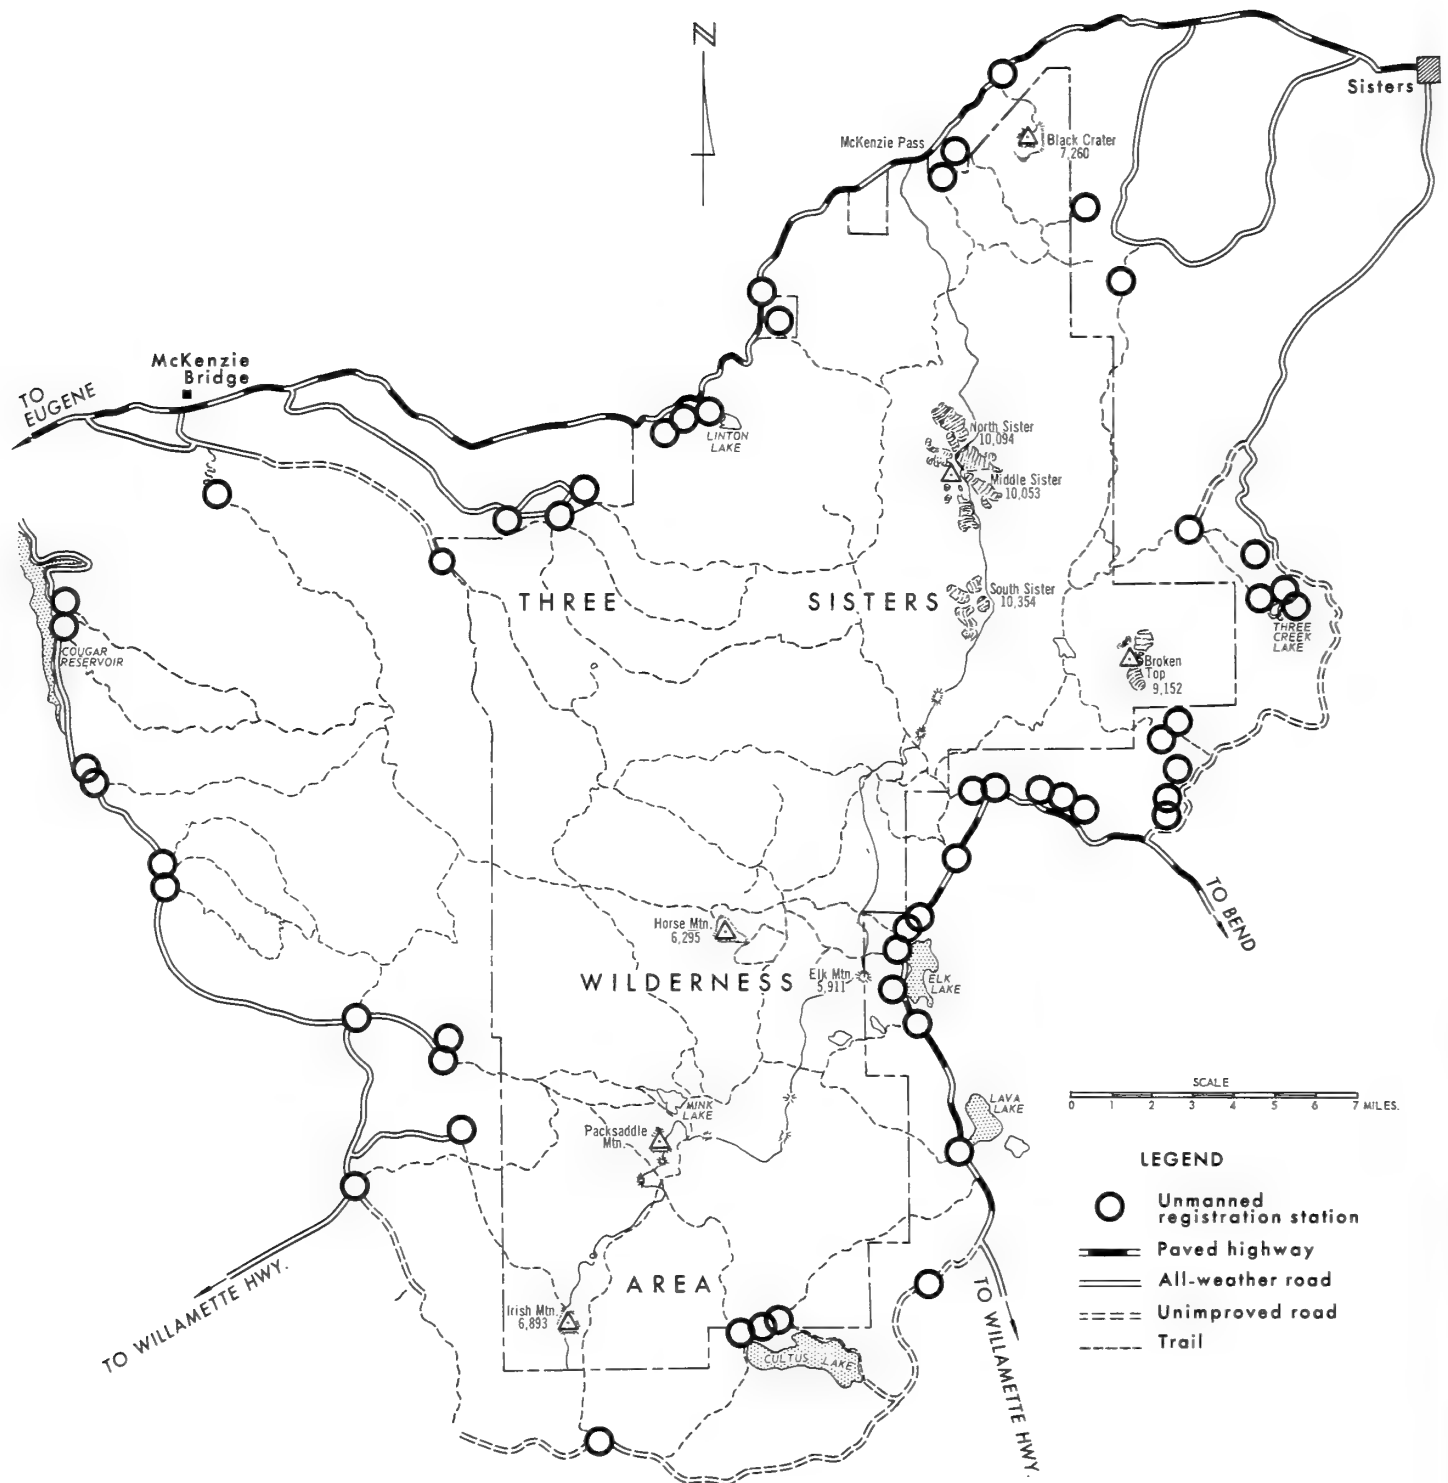 N
Sisters
McKenzie Pass
Black Crater
7,260
McKenzie
Bridge
TO
EUGENE
LINTON
LAKE
North Sister
10,094
Middle Sister
10,053
THREE
SISTERS
South Sister
10,354
COUGAR
RESERVOIR
THREE
CREEK
LAKE
Broken
Top
9,152
TO BEND
Horse Mtn.
6,295
WILDERNESS
Elk Mtn
5,911
ELK
LAKE
MINK
LAKE
Packsaddle
Mtn.
LAVA
LAKE
SCALE
0 1 2 3 4 5 6 7 MILES.
LEGEND
Unmanned
registration station
Paved highway
All-weather road
Unimproved road
Trail
AREA
Irish Mtn.
6,893
CULTUS LAKE
TO WILLAMETTE HWY.
TO WILLAMETTE HWY.